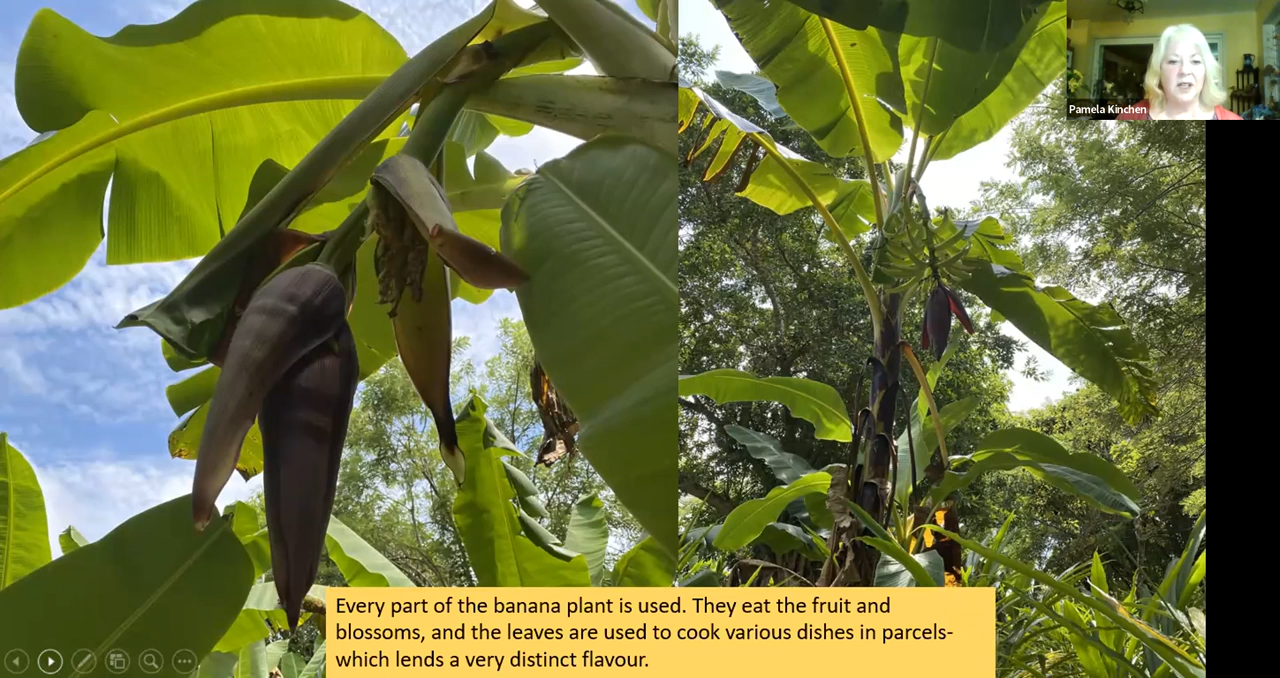 Pamela Kinchen
Every part of the banana plant is used. They eat the fruit and
blossoms, and the leaves are used to cook various dishes in parcels-
which lends a very distinct flavour.